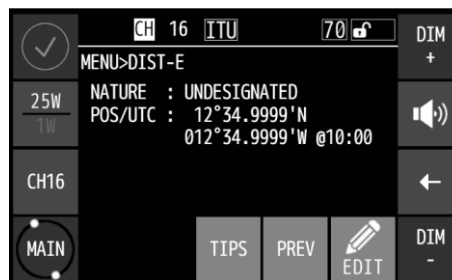 CH 16 ITU 70
DIM +
MENU>DIST-E
25W
1W
NATURE : UNDESIGNATED
POS/UTC : 12°34.9999'N
012°34.9999'W @10:00
CH16
MAIN
TIPS
PREV
EDIT
DIM -